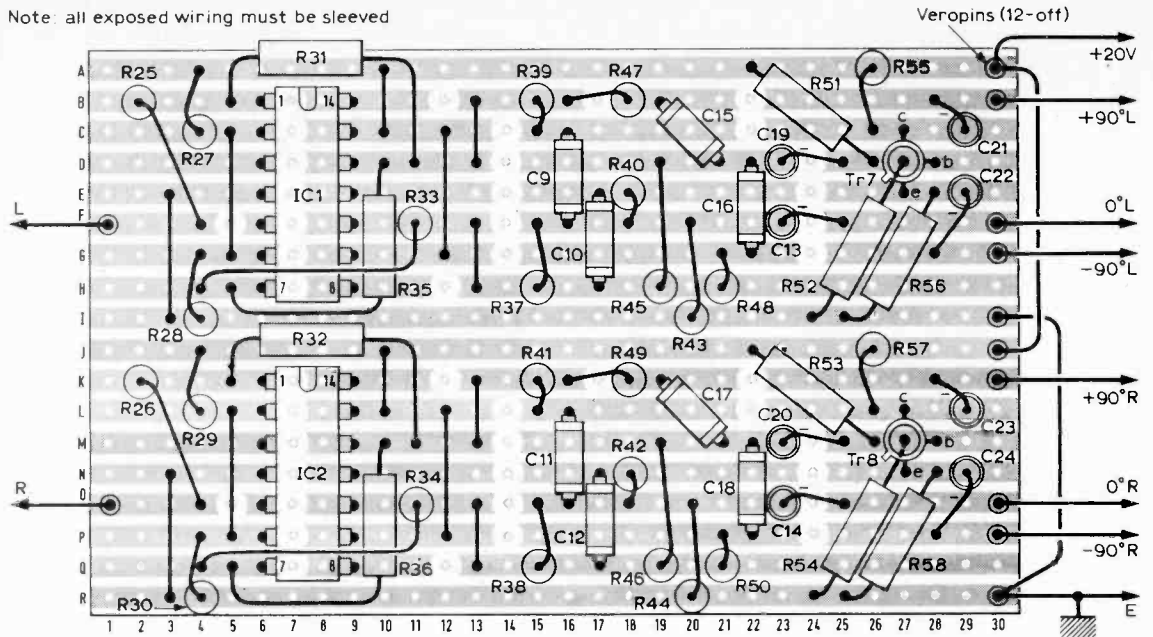 Note: all exposed wiring must be sleeved
Veropins (12-off)
+20V
A
R25
R31
R39
R47
R51
R55
B
1
14
C15
+90°L
C
R27
C19
c
C21
D
C9
R40
b
Tr7
E
IC1
R33
C16
e
C22
L
F
C10
C13
0°L
G
-90°L
H
7
8
R35
R37
R45
R48
R52
R56
I
R28
R43
R32
R41
R49
R53
R57
J
K
1
14
C17
+90°R
R26
L
R29
C20
c
C23
M
R42
b
Tr8
N
IC2
C11
R34
C18
e
C24
R
O
C12
C14
0°R
P
-90°R
Q
7
8
R36
R38
R46
R50
R54
R58
R
R30
R44
E
1 2 3 4 5 6 7 8 9 10 11 12 13 14 15 16 17 18 19 20 21 22 23 24 25 26 27 28 29 30